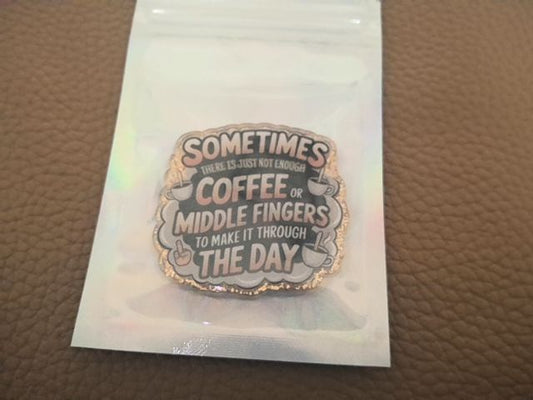 SOMETIMES
THERE IS JUST NOT ENOUGH
COFFEE OR
MIDDLE FINGERS
TO MAKE IT THROUGH
THE DAY